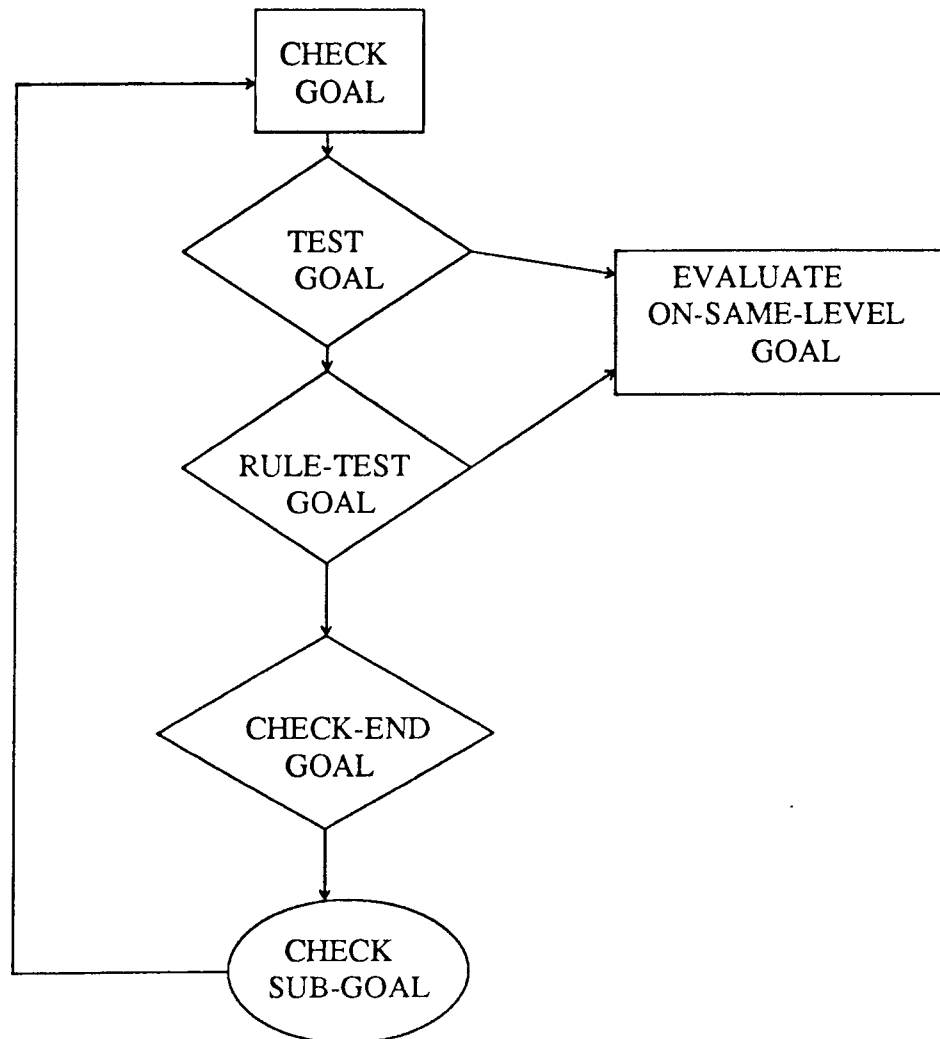 CHECK
GOAL
TEST
GOAL
EVALUATE
ON-SAME-LEVEL
GOAL
RULE-TEST
GOAL
CHECK-END
GOAL
CHECK
SUB-GOAL